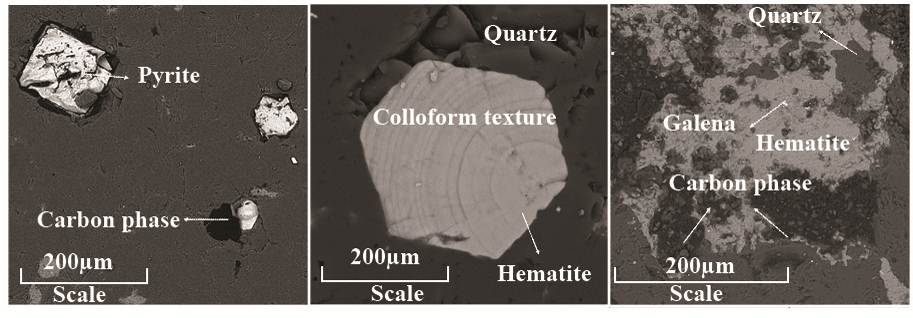 Pyrite
Carbon phase
200µm
Scale
Quartz
Colloform texture
200µm
Scale
Hematite
Quartz
Galena
Hematite
Carbon phase
200µm
Scale